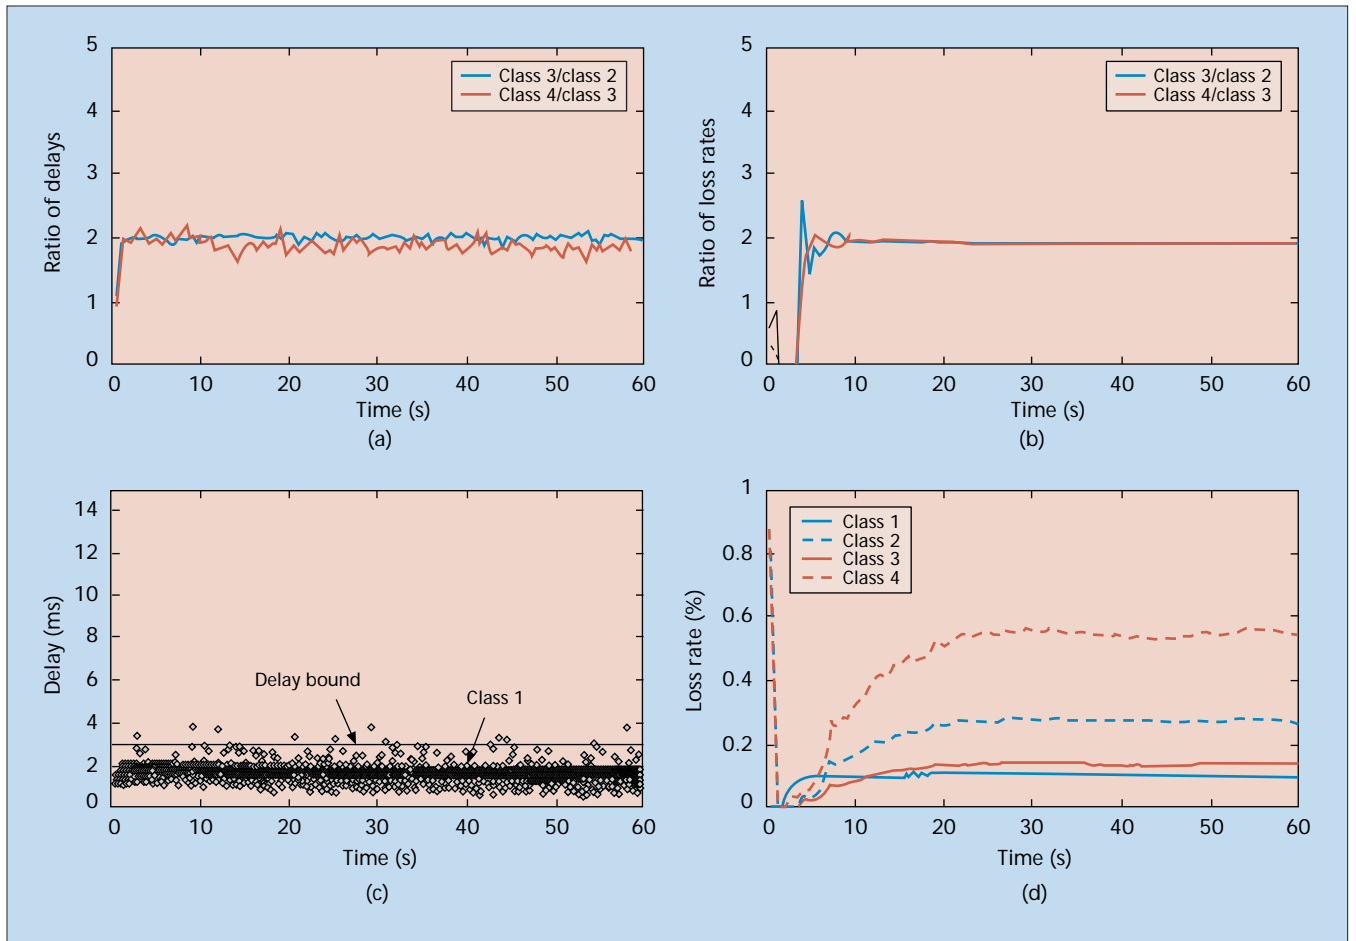 5
4
3
2
1
0
Ratio of delays
Class 3/class 2
Class 4/class 3
0 10 20 30 40 50 60
Time (s)
(a)
5
4
3
2
1
0
Ratio of loss rates
Class 3/class 2
Class 4/class 3
0 10 20 30 40 50 60
Time (s)
(b)
14
12
10
8
6
4
2
0
Delay (ms)
Delay bound
Class 1
0 10 20 30 40 50 60
Time (s)
(c)
1
0.8
0.6
0.4
0.2
0
Loss rate (%)
Class 1
Class 2
Class 3
Class 4
0 10 20 30 40 50 60
Time (s)
(d)